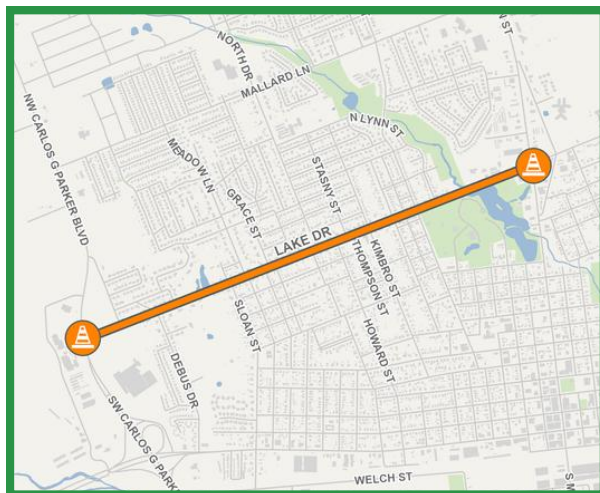 NORTH DR
MALLARD LN
NW CARLOS G PARKER BLVD
N LYNN ST
MEADOW LN
STASNY ST
GRACE ST
LAKE DR
KIMBRO ST
THOMPSON ST
SLOAN ST
HOWARD ST
DEBUS DR
SW CARLOS G PARK
WELCH ST
S M